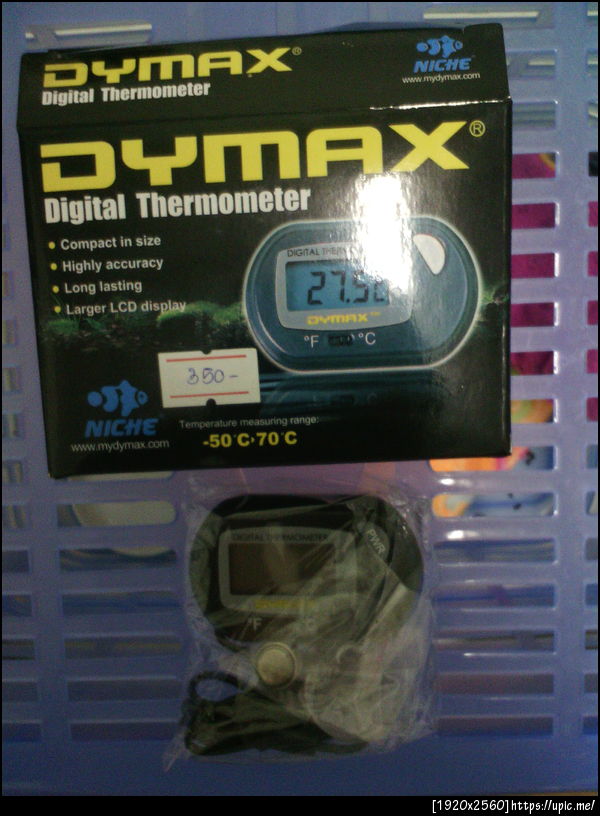 DYMAX®
Digital Thermometer
NICHE
www.mydymax.com
DYMAX®
Digital Thermometer
Compact in size
Highly accuracy
Long lasting
Larger LCD display
DIGITAL
27.5
DYMAX™
°F °C
350-
NICHE
www.mydymax.com
Temperature measuring range:
-50°C›70°C
DIGITAL THERMOMETER
PWR
°F
[1920x2560]https://upic.me/